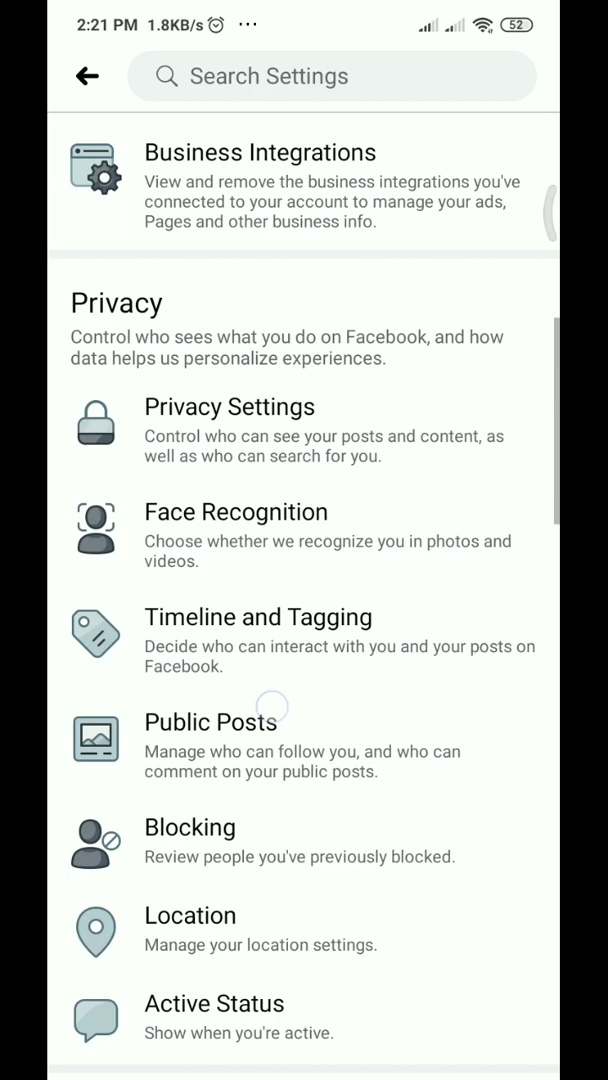 2:21 PM 1.8KB/s ... 52
Search Settings
Business Integrations
View and remove the business integrations you've
connected to your account to manage your ads,
Pages and other business info.
Privacy
Control who sees what you do on Facebook, and how
data helps us personalize experiences.
Privacy Settings
Control who can see your posts and content, as
well as who can search for you.
Face Recognition
Choose whether we recognize you in photos and
videos.
Timeline and Tagging
Decide who can interact with you and your posts on
Facebook.
Public Posts
Manage who can follow you, and who can
comment on your public posts.
Blocking
Review people you've previously blocked.
Location
Manage your location settings.
Active Status
Show when you're active.